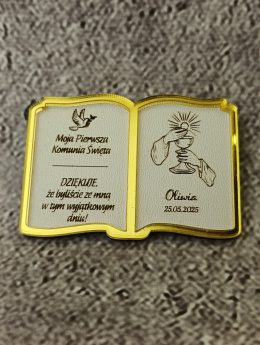 Moja Pierwsza
Komunia Święta
DZIĘKUJĘ,
że byliście ze mną
w tym wyjątkowym
dniu!
Oliwia
25.05.2025